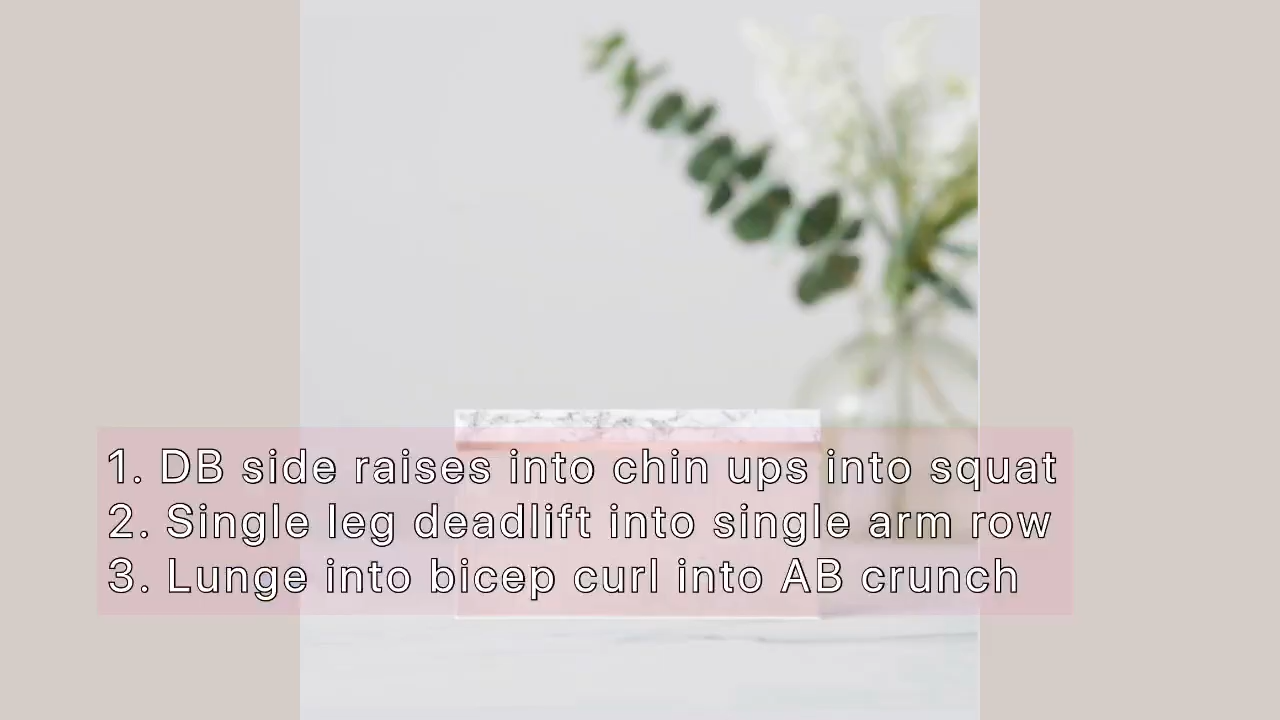 1. DB side raises into chin ups into squat
2. Single leg deadlift into single arm row
3. Lunge into bicep curl into AB crunch